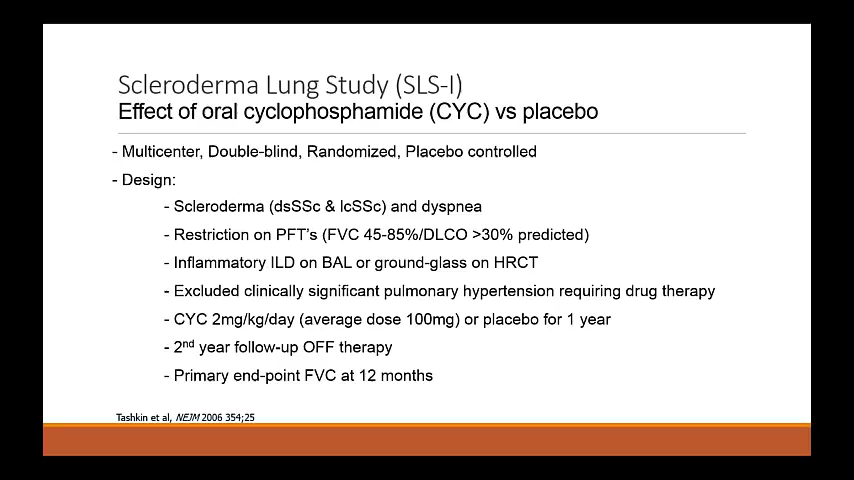 Scleroderma Lung Study (SLS-I)
Effect of oral cyclophosphamide (CYC) vs placebo
- Multicenter, Double-blind, Randomized, Placebo controlled
- Design:
- Scleroderma (dsSSc & lcSSc) and dyspnea
- Restriction on PFT's (FVC 45-85%/DLCO >30% predicted)
- Inflammatory ILD on BAL or ground-glass on HRCT
- Excluded clinically significant pulmonary hypertension requiring drug therapy
- CYC 2mg/kg/day (average dose 100mg) or placebo for 1 year
- 2nd year follow-up OFF therapy
- Primary end-point FVC at 12 months
Tashkin et al, NEJM 2006 354;25